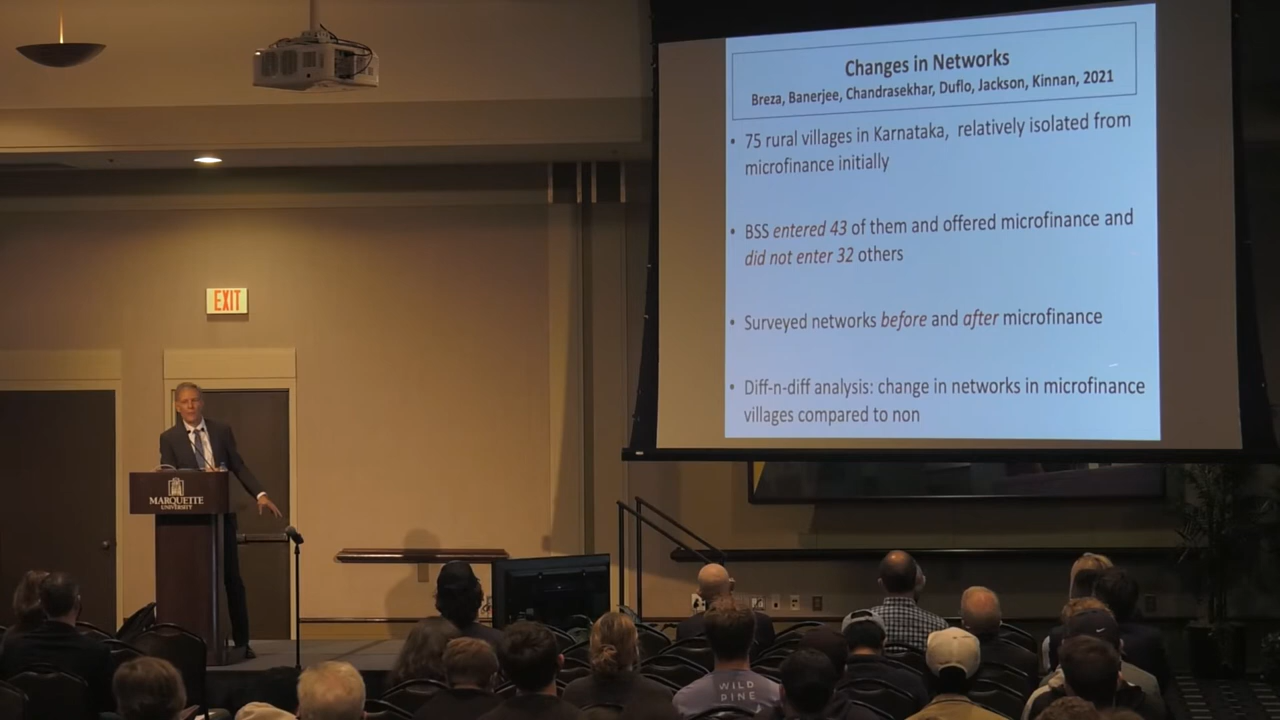 Changes in Networks
Breza, Banerjee, Chandrasekhar, Duflo, Jackson, Kinnan, 2021
• 75 rural villages in Karnataka, relatively isolated from
microfinance initially
• BSS entered 43 of them and offered microfinance and
did not enter 32 others
• Surveyed networks before and after microfinance
• Diff-n-diff analysis: change in networks in microfinance
villages compared to non
EXIT
MARQUETTE
UNIVERSITY
WILD
PINE